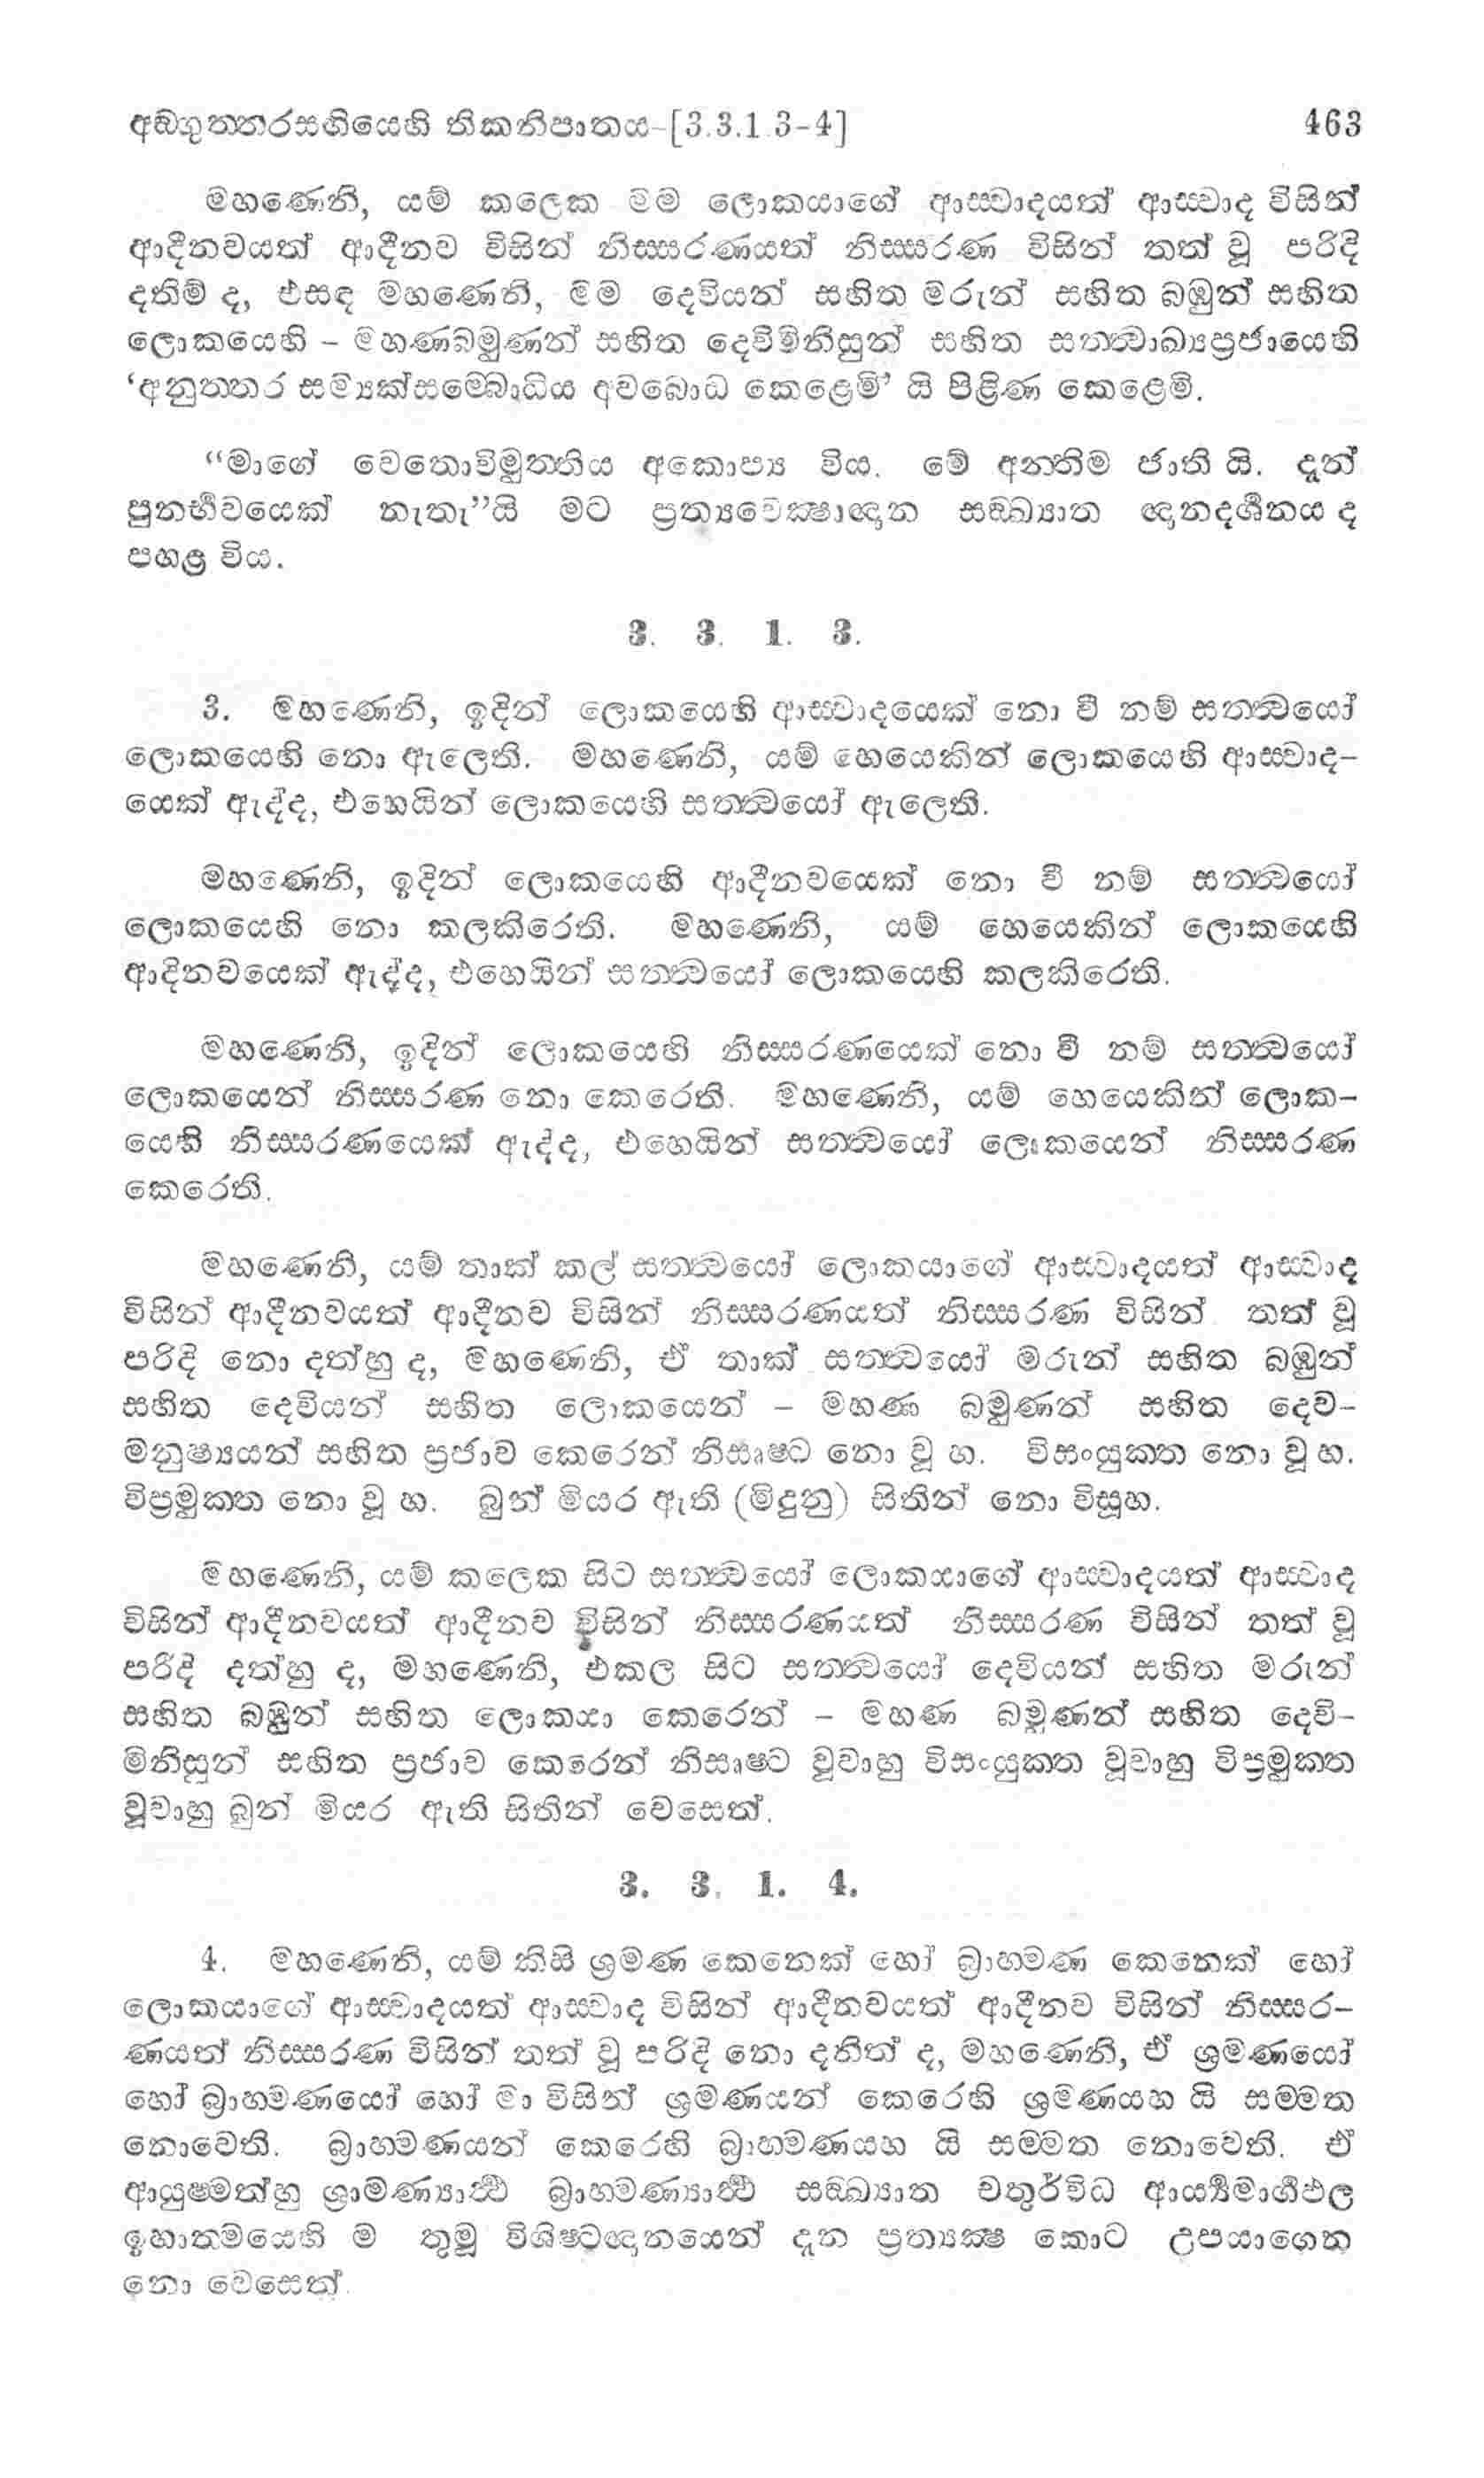 අඞ්ගුත්තරසඟියෙහි තිකනිපාතය-[3.3.1.3-4] 463
මහණෙනි, යම් කලෙක මම ලොකයාගේ ආස්වාදයත් ආස්වාද විසින්
ආදීනවයත් ආදීනව විසින් නිස්සරණයත් නිස්සරණ විසින් තත් වූ පරිදි
දතිම් ද, එසඳ මහණෙනි, මම දෙවියන් සහිත මරුන් සහිත බඹුන් සහිත
ලොකයෙහි – මහණබමුණන් සහිත දෙව්මිනිසුන් සහිත සත්ත්වාඛ්‍යප්‍රජායෙහි
‘අනුත්තර සම්‍යක්සම්බොධිය අවබොධ කෙළෙමි’ යි පිළිණ කෙළෙමි.
“මාගේ චෙතොවිමුත්තිය අකොප්‍ය විය. මේ අන්තිම ජාති යි. දැන්
පුනර්භවයෙක් නැතැ”යි මට ප්‍රත්‍යවෙක්ෂාඥාන සඞ්ඛ්‍යාත ඥානදර්ශනය ද
පහළ විය.
3. 3. 1. 3.
3. මහණෙනි, ඉදින් ලොකයෙහි ආස්වාදයෙක් නො වී නම් සත්ත්වයෝ
ලොකයෙහි නො ඇලෙති. මහණෙනි, යම් හෙයෙකින් ලොකයෙහි ආස්වාද-
යෙක් ඇද්ද, එහෙයින් ලොකයෙහි සත්ත්වයෝ ඇලෙති.
මහණෙනි, ඉදින් ලොකයෙහි ආදීනවයෙක් නො වී නම් සත්ත්වයෝ
ලොකයෙහි නො කලකිරෙති. මහණෙනි, යම් හෙයෙකින් ලොකයෙහි
ආදිනවයෙක් ඇද්ද, එහෙයින් සත්ත්වයෝ ලොකයෙහි කලකිරෙති.
මහණෙනි, ඉදින් ලොකයෙහි නිස්සරණයෙක් නො වී නම් සත්ත්වයෝ
ලොකයෙන් නිස්සරණ නො කෙරෙති. මහණෙනි, යම් හෙයෙකින් ලොක-
යෙහි නිස්සරණයෙක් ඇද්ද, එහෙයින් සත්ත්වයෝ ලොකයෙන් නිස්සරණ
කෙරෙති.
මහණෙනි, යම් තාක් කල් සත්ත්වයෝ ලොකයාගේ ආස්වාදයත් ආස්වාද
විසින් ආදීනවයත් ආදීනව විසින් නිස්සරණයත් නිස්සරණ විසින් තත් වූ
පරිදි නො දත්හු ද, මහණෙනි, ඒ තාක් සත්ත්වයෝ මරුන් සහිත බඹුන්
සහිත දෙවියන් සහිත ලොකයෙන් – මහණ බමුණන් සහිත දෙව-
මනුෂ්‍යයන් සහිත ප්‍රජාව කෙරෙන් නිසෘෂ්ට නො වූ හ. විසංයුක්ත නො වූ හ.
විප්‍රමුක්ත නො වූ හ. බුන් මියර ඇති (මිදුනු) සිතින් නො විසූහ.
මහණෙනි, යම් කලෙක සිට සත්ත්වයෝ ලොකයාගේ ආස්වාදයත් ආස්වාද
විසින් ආදීනවයත් ආදීනව විසින් නිස්සරණයත් නිස්සරණ විසින් තත් වූ
පරිදි දත්හු ද, මහණෙනි, එකල සිට සත්ත්වයෝ දෙවියන් සහිත මරුන්
සහිත බඹුන් සහිත ලොකයා කෙරෙන් – මහණ බමුණන් සහිත දෙවි-
මිනිසුන් සහිත ප්‍රජාව කෙරෙන් නිසෘෂ්ට වූවාහු විසංයුක්ත වූවාහු විප්‍රමුක්ත
වූවාහු බුන් මියර ඇති සිතින් වෙසෙත්.
3. 3. 1. 4.
4. මහණෙනි, යම් කිසි ශ්‍රමණ කෙනෙක් හෝ බ්‍රාහ්මණ කෙනෙක් හෝ
ලොකයාගේ ආස්වාදයත් ආස්වාද විසින් ආදීනවයත් ආදීනව විසින් නිස්සර-
ණයත් නිස්සරණ විසින් තත් වූ පරිදි නො දනිත් ද, මහණෙනි, ඒ ශ්‍රමණයෝ
හෝ බ්‍රාහ්මණයෝ හෝ මා විසින් ශ්‍රමණයන් කෙරෙහි ශ්‍රමණයහ යි සම්මත
නොවෙති. බ්‍රාහ්මණයන් කෙරෙහි බ්‍රාහ්මණයහ යි සම්මත නොවෙති. ඒ
ආයුෂ්මත්හු ශ්‍රාමණ්‍යාර්ථ බ්‍රාහ්මණ්‍යාර්ථ සඞ්ඛ්‍යාත චතුර්විධ ආර්‍ය්‍යමාර්ගඵල
ඉහාත්මයෙහි ම තුමූ විශිෂ්ටඥානයෙන් දැන ප්‍රත්‍යක්ෂ කොට උපයාගෙන
නො වෙසෙත්.